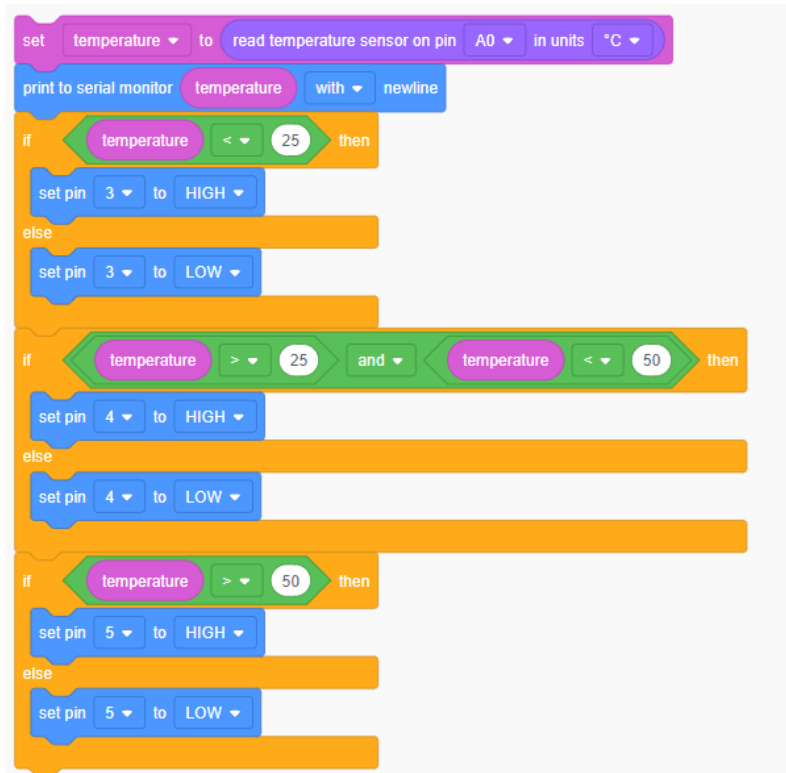 set temperature to read temperature sensor on pin A0 in units °C
print to serial monitor temperature with newline
if temperature < 25 then
set pin 3 to HIGH
else
set pin 3 to LOW
if temperature > 25 and temperature < 50 then
set pin 4 to HIGH
else
set pin 4 to LOW
if temperature > 50 then
set pin 5 to HIGH
else
set pin 5 to LOW